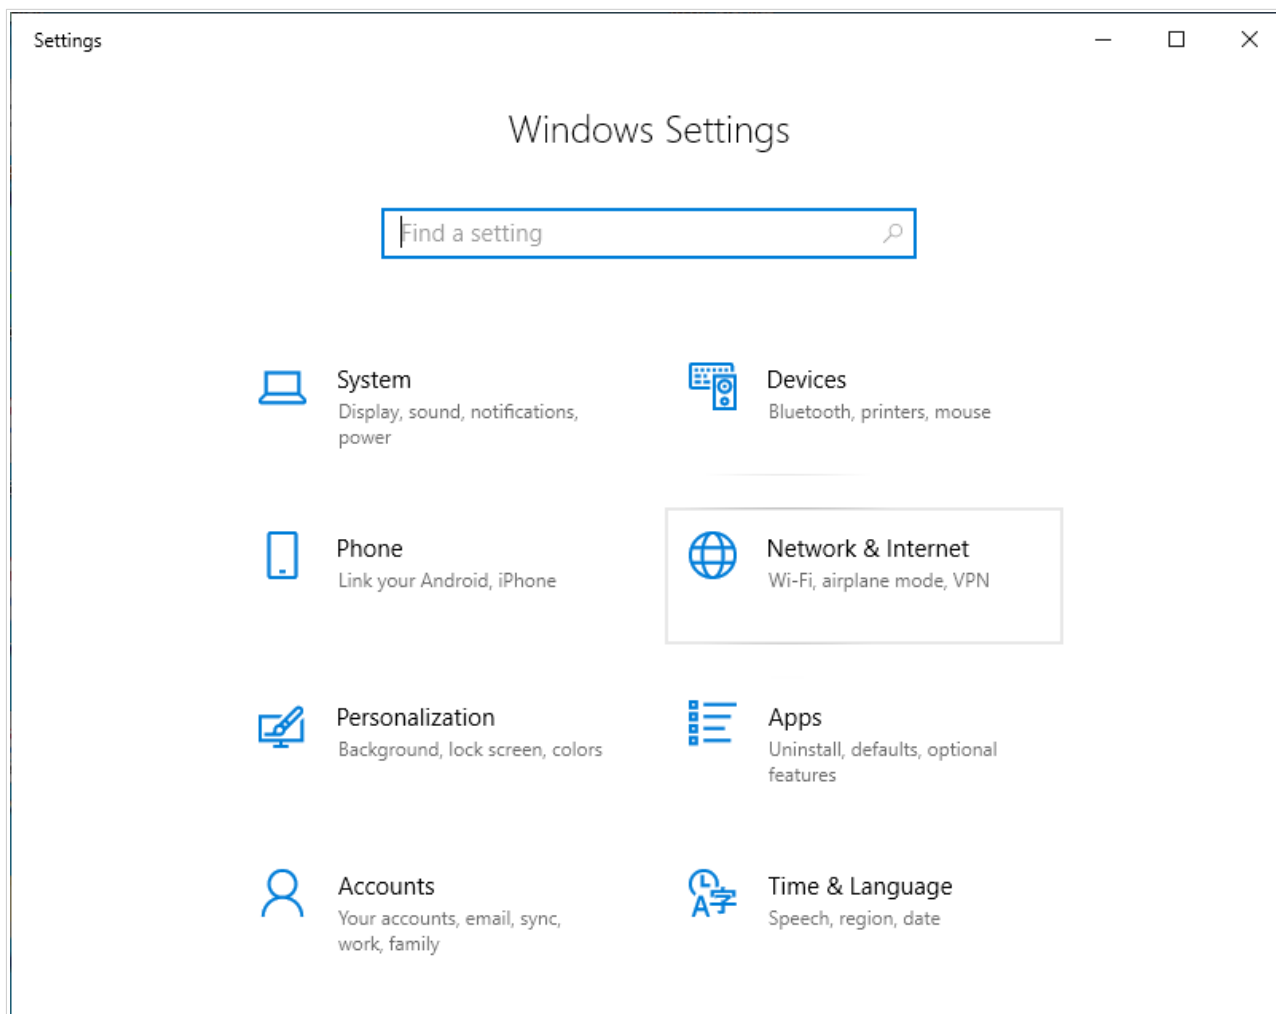 Settings
Windows Settings
Find a setting
System
Display, sound, notifications,
power
Devices
Bluetooth, printers, mouse
Phone
Link your Android, iPhone
Network & Internet
Wi-Fi, airplane mode, VPN
Personalization
Background, lock screen, colors
Apps
Uninstall, defaults, optional
features
Accounts
Your accounts, email, sync,
work, family
Time & Language
Speech, region, date